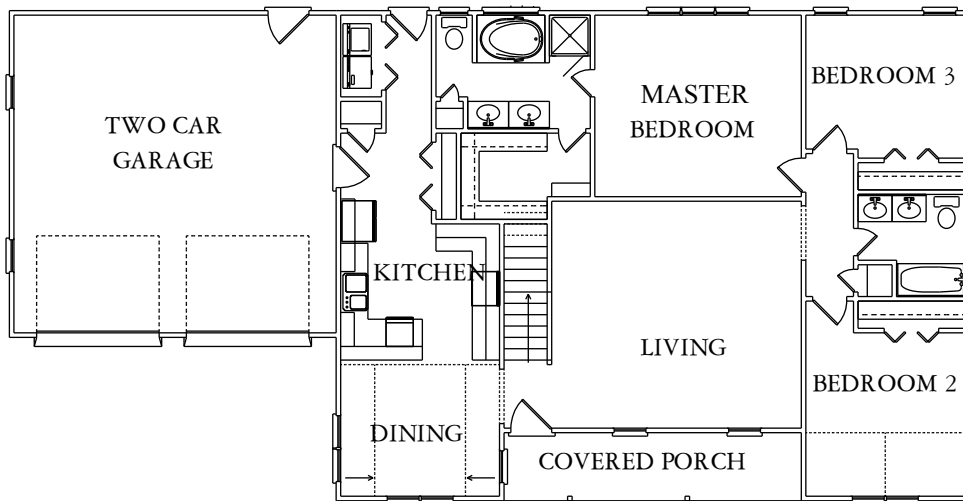 BEDROOM 3
MASTER
BEDROOM
TWO CAR
GARAGE
KITCHEN
LIVING
BEDROOM 2
DINING
COVERED PORCH